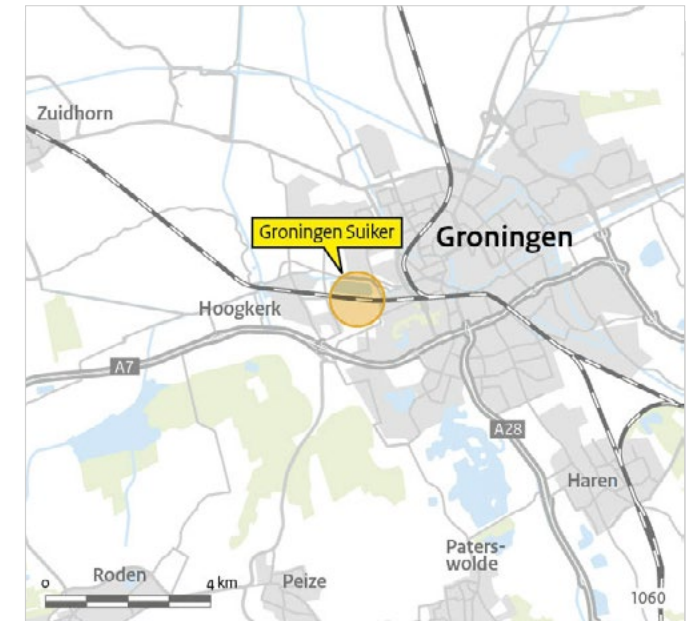 Zuidhorn
Groningen Suiker
Groningen
Hoogkerk
A7
A28
Haren
Paters-
wolde
0
Roden
4 km
Peize
1060